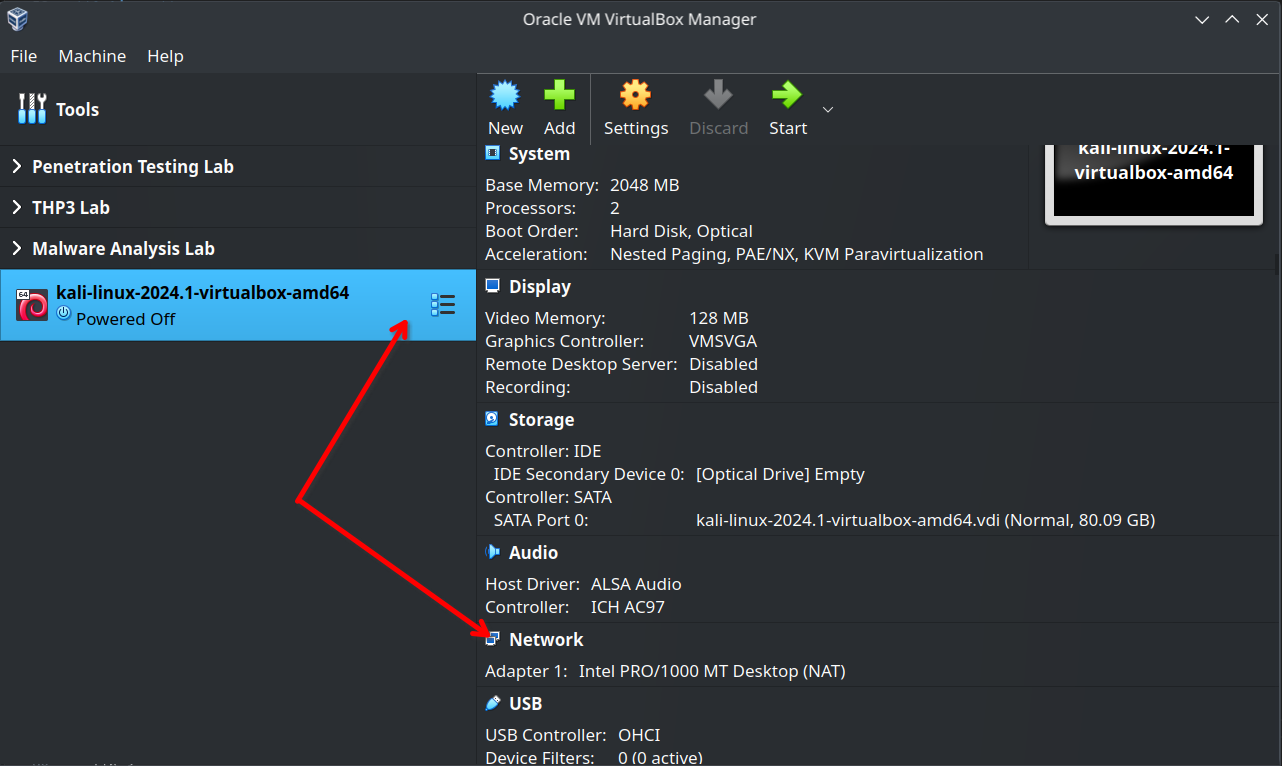 Oracle VM VirtualBox Manager
File Machine Help
Tools
New Add Settings Discard Start
Penetration Testing Lab
THP3 Lab
Malware Analysis Lab
64
kali-linux-2024.1-virtualbox-amd64
Powered Off
System
Base Memory: 2048 MB
Processors: 2
Boot Order: Hard Disk, Optical
Acceleration: Nested Paging, PAE/NX, KVM Paravirtualization
kali-linux-2024.1-
virtualbox-amd64
Display
Video Memory: 128 MB
Graphics Controller: VMSVGA
Remote Desktop Server: Disabled
Recording: Disabled
Storage
Controller: IDE
IDE Secondary Device 0: [Optical Drive] Empty
Controller: SATA
SATA Port 0: kali-linux-2024.1-virtualbox-amd64.vdi (Normal, 80.09 GB)
Audio
Host Driver: ALSA Audio
Controller: ICH AC97
Network
Adapter 1: Intel PRO/1000 MT Desktop (NAT)
USB
USB Controller: OHCI
Device Filters: 0 (0 active)